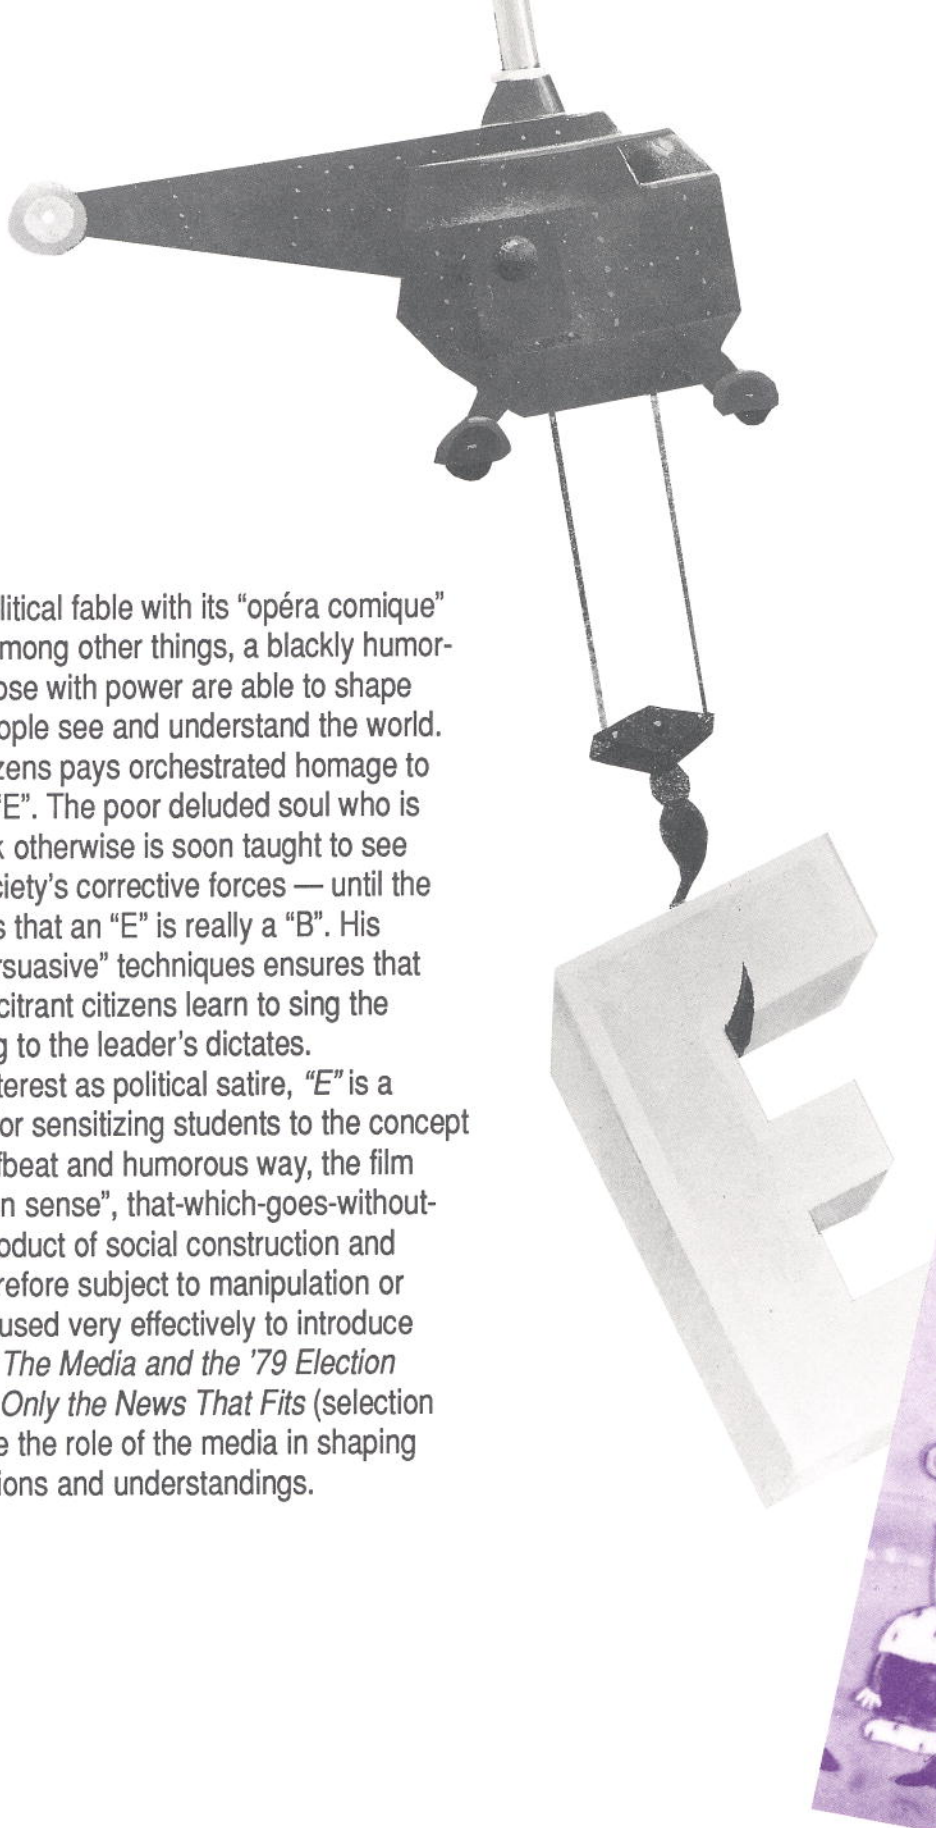 litical fable with its “opéra comique”
mong other things, a blackly humor-
ose with power are able to shape
ople see and understand the world.
zens pays orchestrated homage to
“E”. The poor deluded soul who is
k otherwise is soon taught to see
ciety’s corrective forces — until the
s that an “E” is really a “B”. His
rsuasive” techniques ensures that
citrant citizens learn to sing the
g to the leader’s dictates.
terest as political satire, “E” is a
or sensitizing students to the concept
fbeat and humorous way, the film
n sense”, that-which-goes-without-
oduct of social construction and
refore subject to manipulation or
used very effectively to introduce
The Media and the ’79 Election
Only the News That Fits (selection
e the role of the media in shaping
ions and understandings.
E